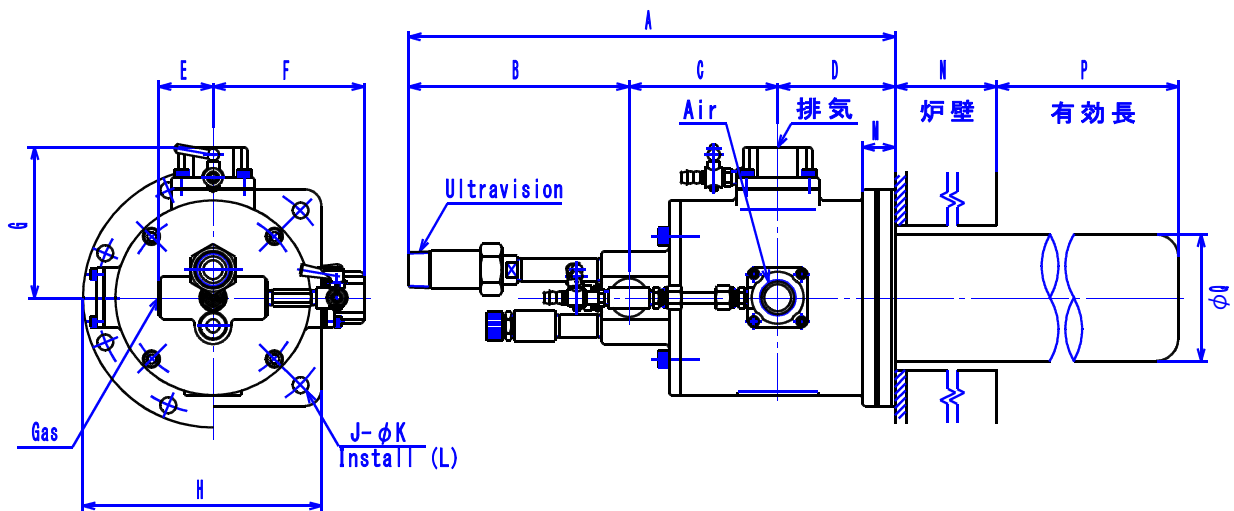 A
E
F
B
C
D
N
P
Air
排気
炉壁
有効長
M
Ultravision
G
φQ
Gas
J-φK
Install (L)
H